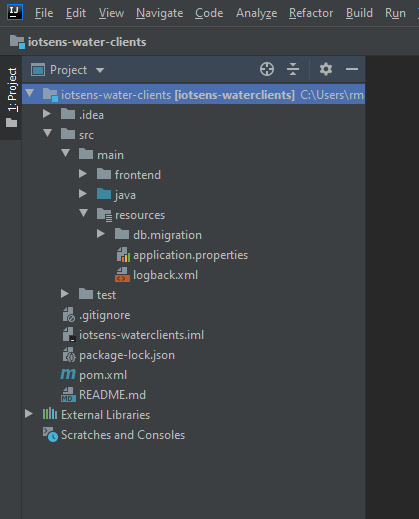 IJ File Edit View Navigate Code Analyze Refactor Build Run
iotsens-water-clients
1: Project
Project
iotsens-water-clients [iotsens-waterclients] C:\Users\rm
.idea
src
main
frontend
java
resources
db.migration
application.properties
logback.xml
test
.gitignore
iotsens-waterclients.iml
package-lock.json
pom.xml
README.md
External Libraries
Scratches and Consoles